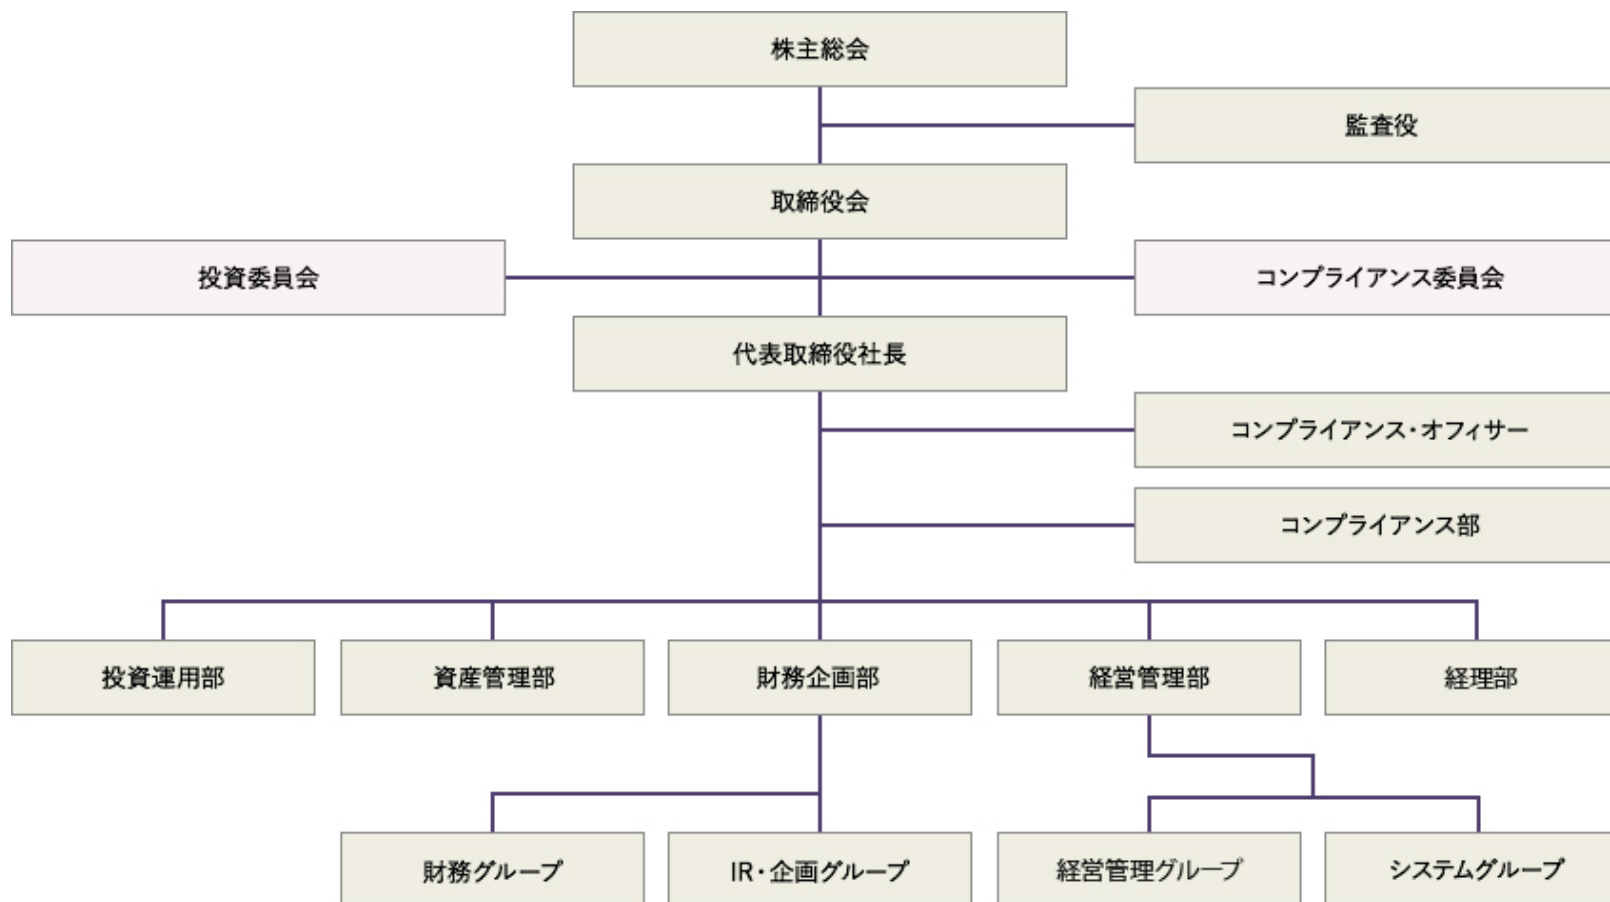 株主総会
監査役
取締役会
投資委員会
コンプライアンス委員会
代表取締役社長
コンプライアンス・オフィサー
コンプライアンス部
投資運用部
資産管理部
財務企画部
経営管理部
経理部
財務グループ
IR・企画グループ
経営管理グループ
システムグループ